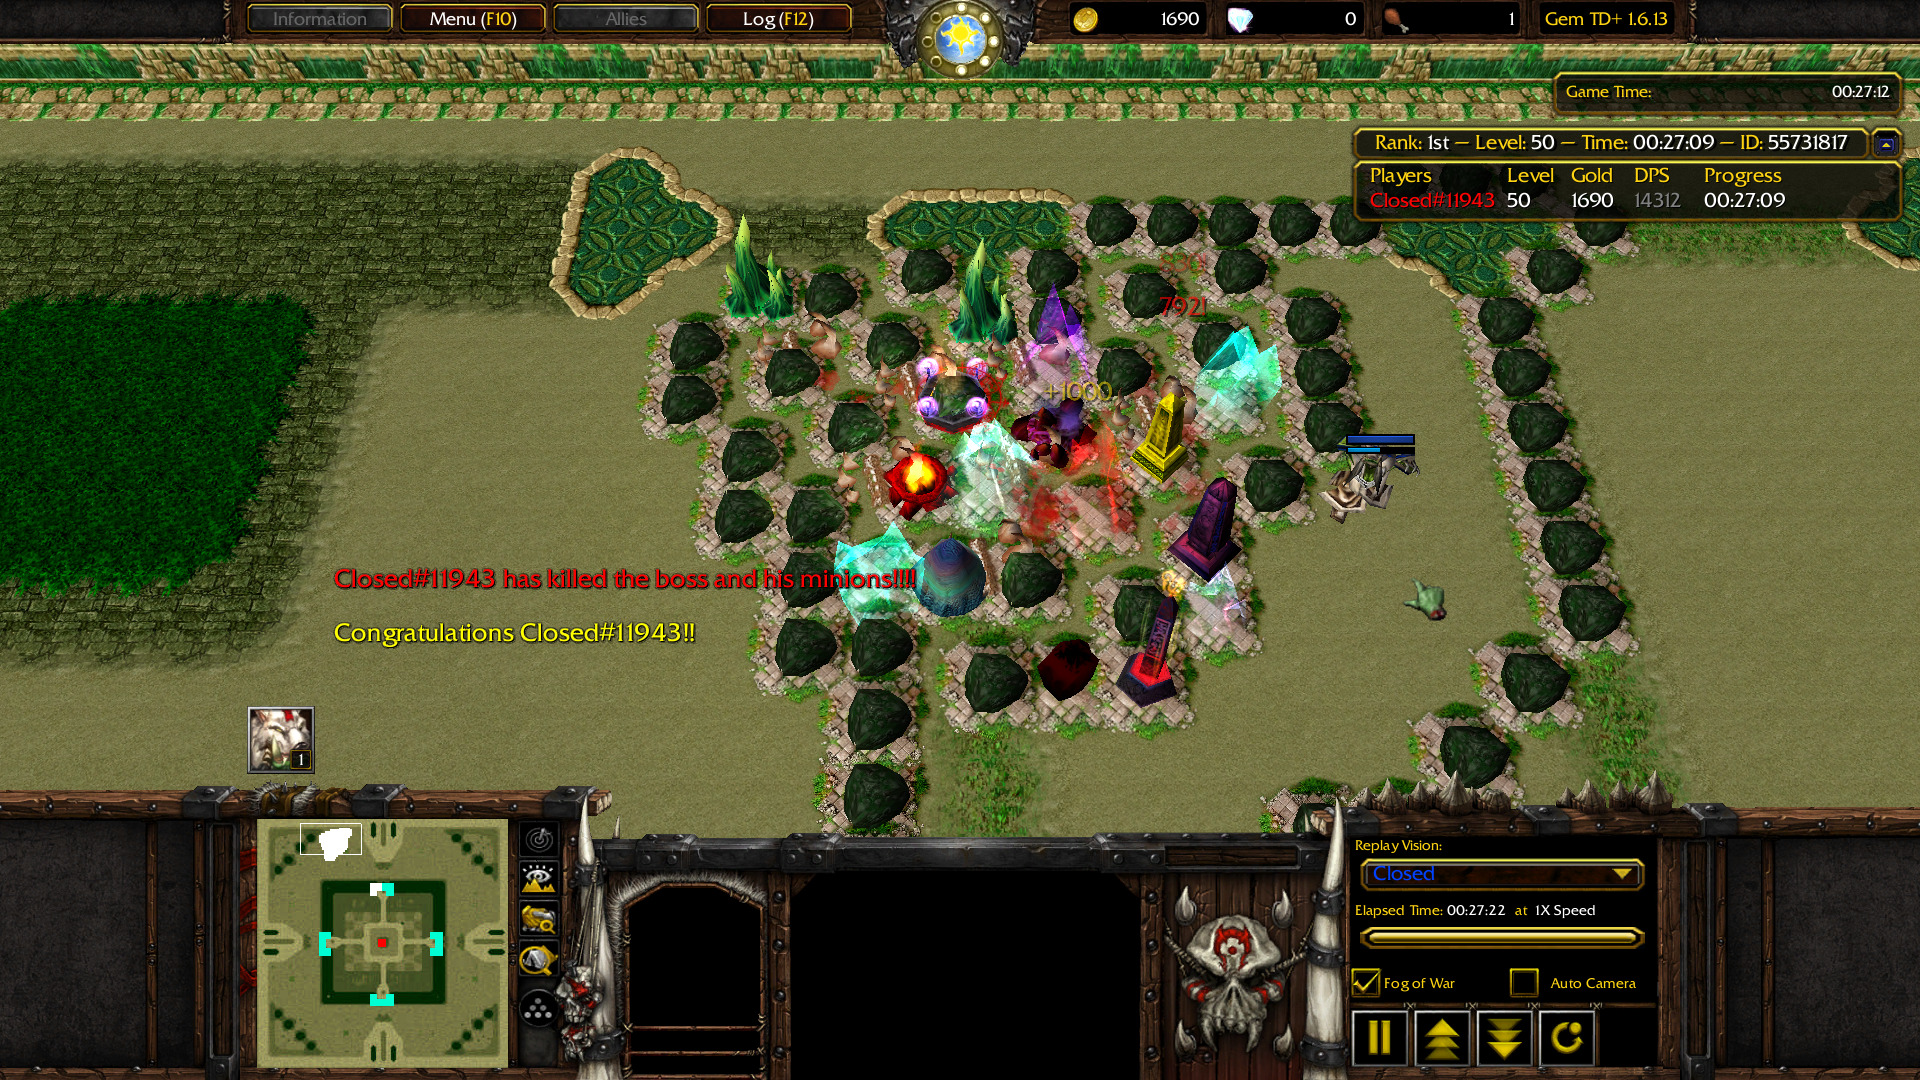 Information Menu (F10) Allies Log (F12) 1690 0 1 Gem TD+ 1.6.13
Game Time: 00:27:12
Rank: 1st – Level: 50 – Time: 00:27:09 – ID: 55731817
Players Level Gold DPS Progress
Closed#11943 50 1690 14312 00:27:09
830!
792!
+1000
Closed#11943 has killed the boss and his minions!!!!
Congratulations Closed#11943!!
1
Replay Vision:
Closed
Elapsed Time: 00:27:22 at 1X Speed
Fog of War Auto Camera